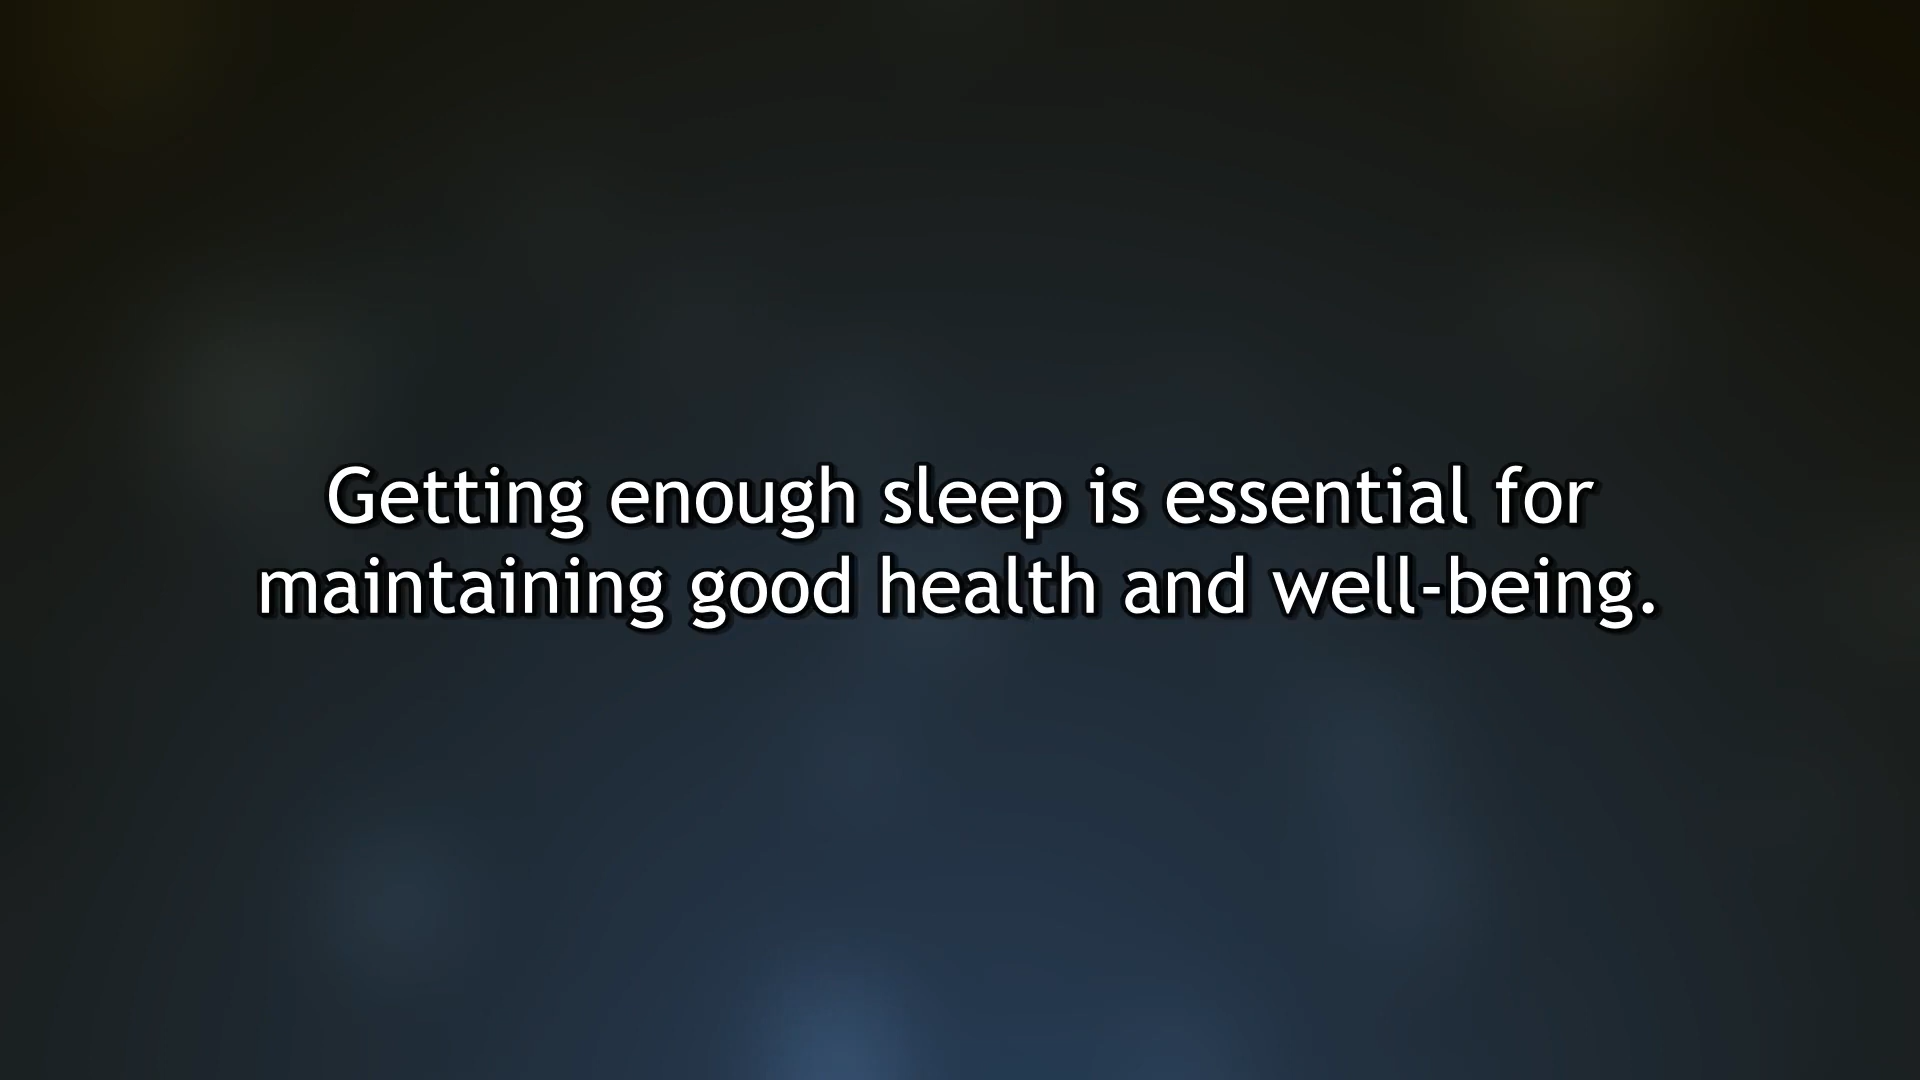 Getting enough sleep is essential for
maintaining good health and well-being.